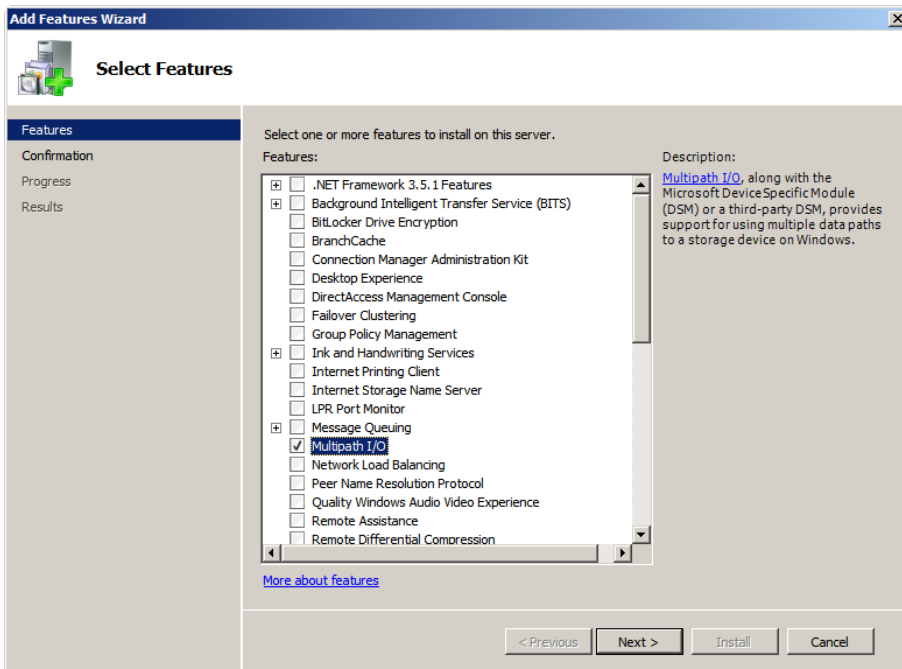 Add Features Wizard
Select Features
Features
Confirmation
Progress
Results
Select one or more features to install on this server.
Features:
.NET Framework 3.5.1 Features
Background Intelligent Transfer Service (BITS)
BitLocker Drive Encryption
BranchCache
Connection Manager Administration Kit
Desktop Experience
DirectAccess Management Console
Failover Clustering
Group Policy Management
Ink and Handwriting Services
Internet Printing Client
Internet Storage Name Server
LPR Port Monitor
Message Queuing
Multipath I/O
Network Load Balancing
Peer Name Resolution Protocol
Quality Windows Audio Video Experience
Remote Assistance
Remote Differential Compression
More about features
Description:
Multipath I/O, along with the
Microsoft Device Specific Module
(DSM) or a third-party DSM, provides
support for using multiple data paths
to a storage device on Windows.
< Previous
Next >
Install
Cancel